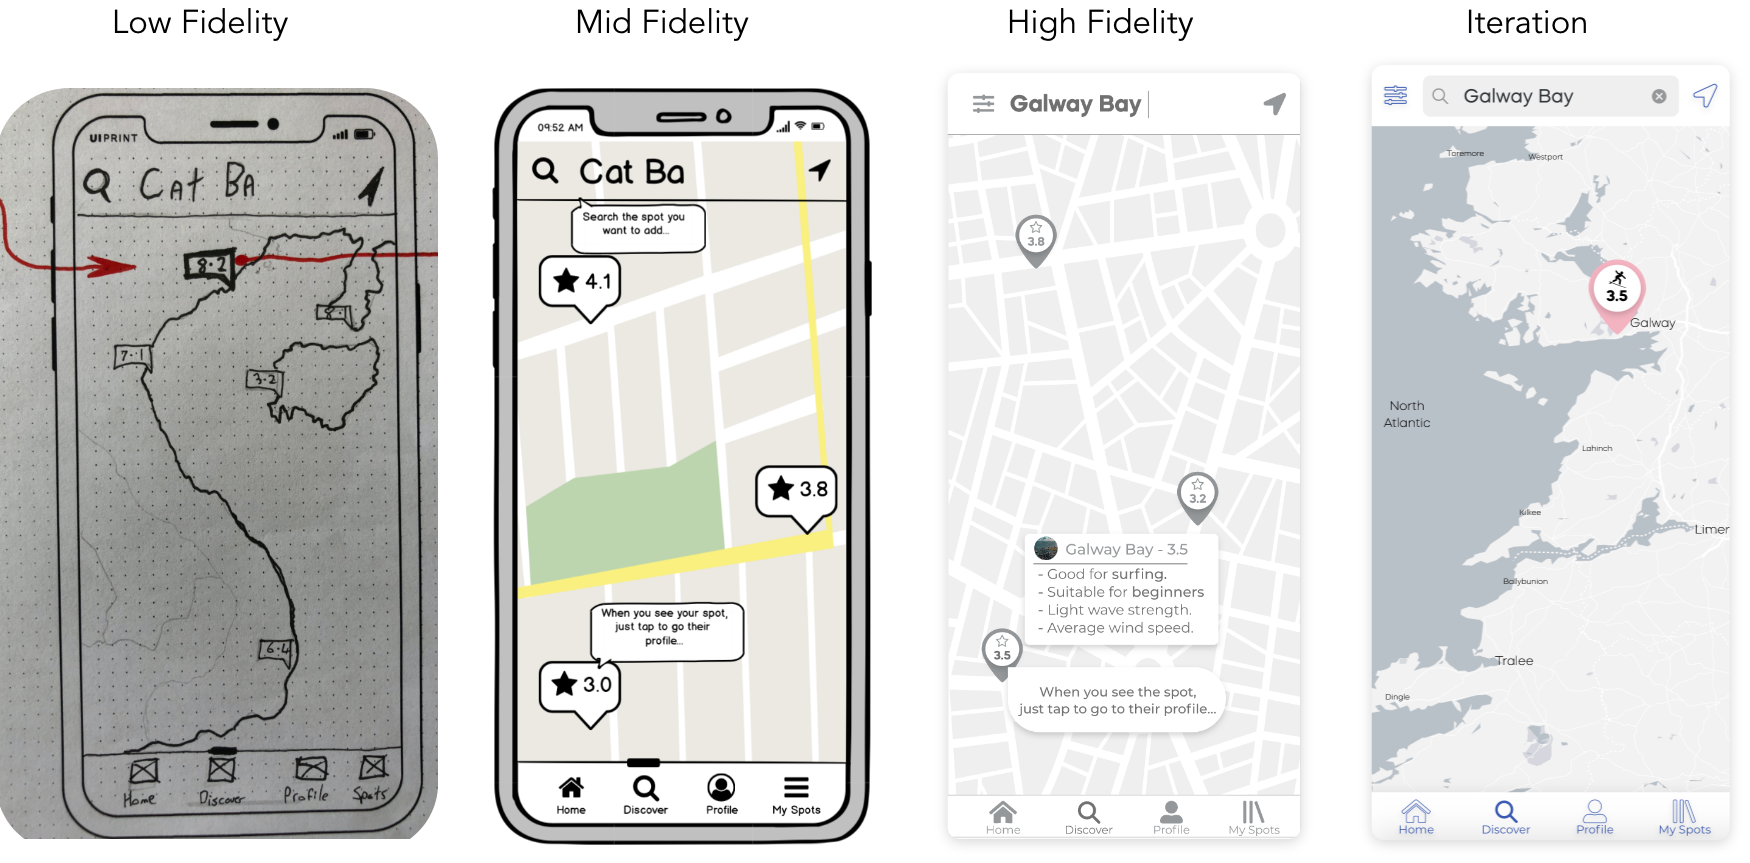 Low Fidelity
UIPRINT
Cat Ba
8.2
7.1
3.2
6.4
Home
Discover
Profile
Spots
Mid Fidelity
09:52 AM
Cat Ba
Search the spot you
want to add...
4.1
3.8
When you see your spot,
just tap to go their
profile...
3.0
Home
Discover
Profile
My Spots
High Fidelity
Galway Bay
3.8
3.2
Galway Bay - 3.5
- Good for surfing.
- Suitable for beginners
- Light wave strength.
- Average wind speed.
3.5
When you see the spot,
just tap to go to their profile...
Home
Discover
Profile
My Spots
Iteration
Galway Bay
Toremore
Westport
3.5
Galway
North
Atlantic
Lahinch
Kilkee
Limer
Ballybunion
Tralee
Dingle
Home
Discover
Profile
My Spots